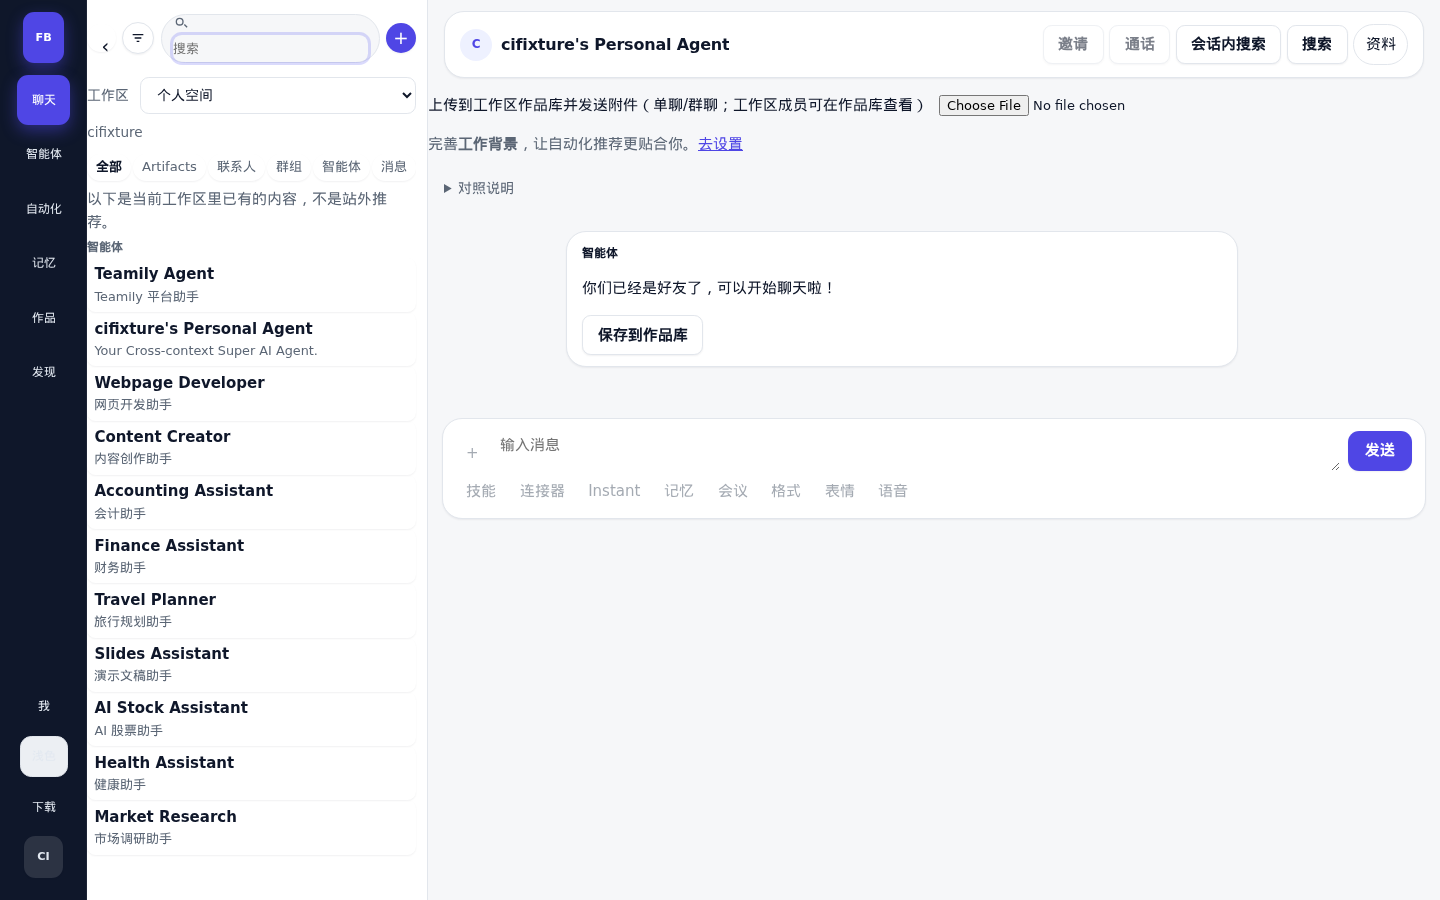 FB
聊天
智能体
自动化
记忆
作品
发现
我
下载
CI
搜索
工作区
个人空间
cifixture
全部 Artifacts 联系人 群组 智能体 消息
以下是当前工作区里已有的内容，不是站外推
荐。
智能体
Teamily Agent
Teamily 平台助手
cifixture's Personal Agent
Your Cross-context Super AI Agent.
Webpage Developer
网页开发助手
Content Creator
内容创作助手
Accounting Assistant
会计助手
Finance Assistant
财务助手
Travel Planner
旅行规划助手
Slides Assistant
演示文稿助手
AI Stock Assistant
AI 股票助手
Health Assistant
健康助手
Market Research
市场调研助手
C cifixture's Personal Agent 邀请 通话 会话内搜索 搜索 资料
上传到工作区作品库并发送附件（单聊/群聊；工作区成员可在作品库查看） Choose File No file chosen
完善工作背景，让自动化推荐更贴合你。去设置
对照说明
智能体
你们已经是好友了，可以开始聊天啦！
保存到作品库
输入消息
发送
技能 连接器 Instant 记忆 会议 格式 表情 语音